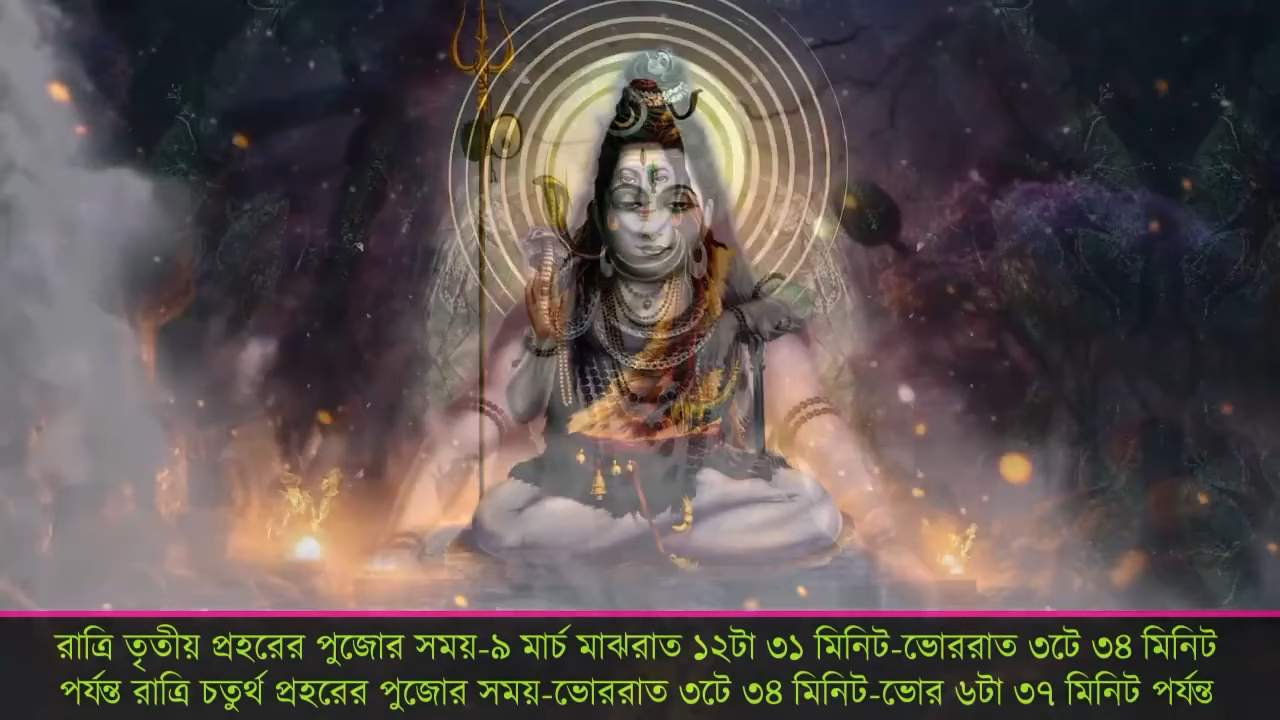 রাত্রি তৃতীয় প্রহরের পুজোর সময়-৯ মার্চ মাঝরাত ১২টা ৩১ মিনিট-ভোররাত ৩টে ৩৪ মিনিট
পর্যন্ত রাত্রি চতুর্থ প্রহরের পুজোর সময়-ভোররাত ৩টে ৩৪ মিনিট-ভোর ৬টা ৩৭ মিনিট পর্যন্ত